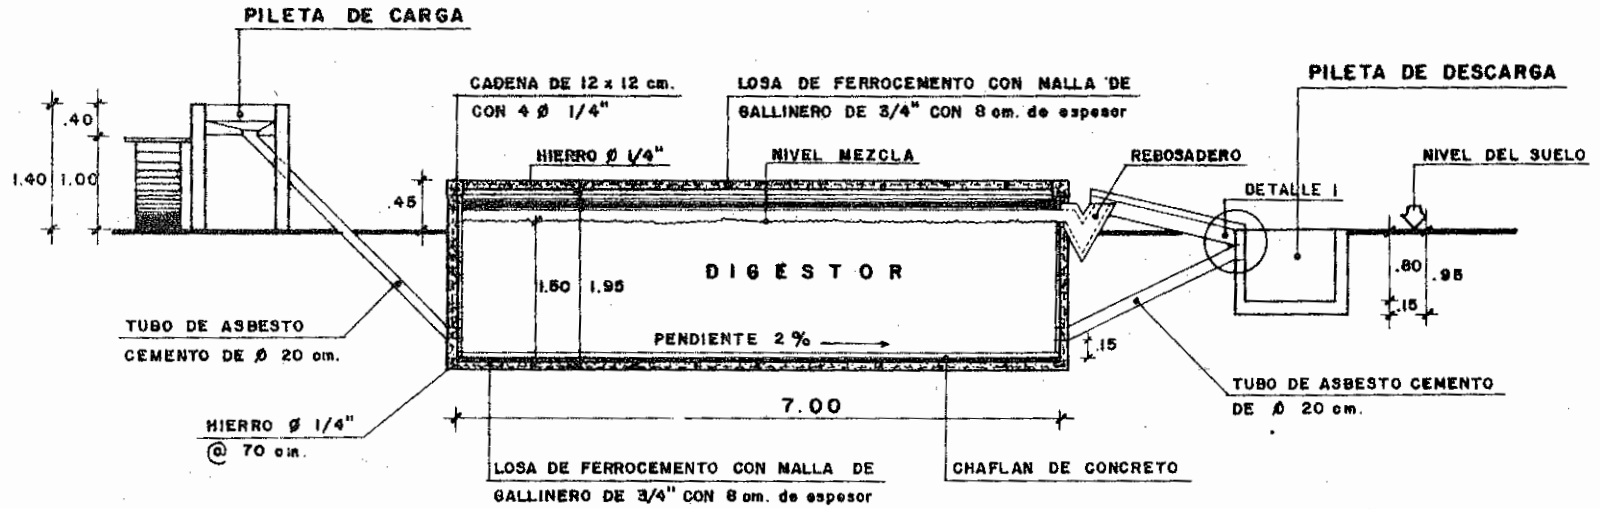 PILETA DE CARGA
CADENA DE 12 x 12 cm.
CON 4 Ø 1/4"
LOSA DE FERROCEMENTO CON MALLA DE
GALLINERO DE 3/4" CON 8 cm. de espesor
PILETA DE DESCARGA
HIERRO Ø 1/4"
NIVEL MEZCLA
REBOSADERO
NIVEL DEL SUELO
DETALLE 1
.40
1.40
1.00
.45
DIGESTOR
1.50
1.95
.80
.95
.15
TUBO DE ASBESTO
CEMENTO DE Ø 20 cm.
PENDIENTE 2%
.15
TUBO DE ASBESTO CEMENTO
DE Ø 20 cm.
7.00
HIERRO Ø 1/4"
@ 70 cm.
LOSA DE FERROCEMENTO CON MALLA DE
GALLINERO DE 3/4" CON 8 cm. de espesor
CHAFLAN DE CONCRETO